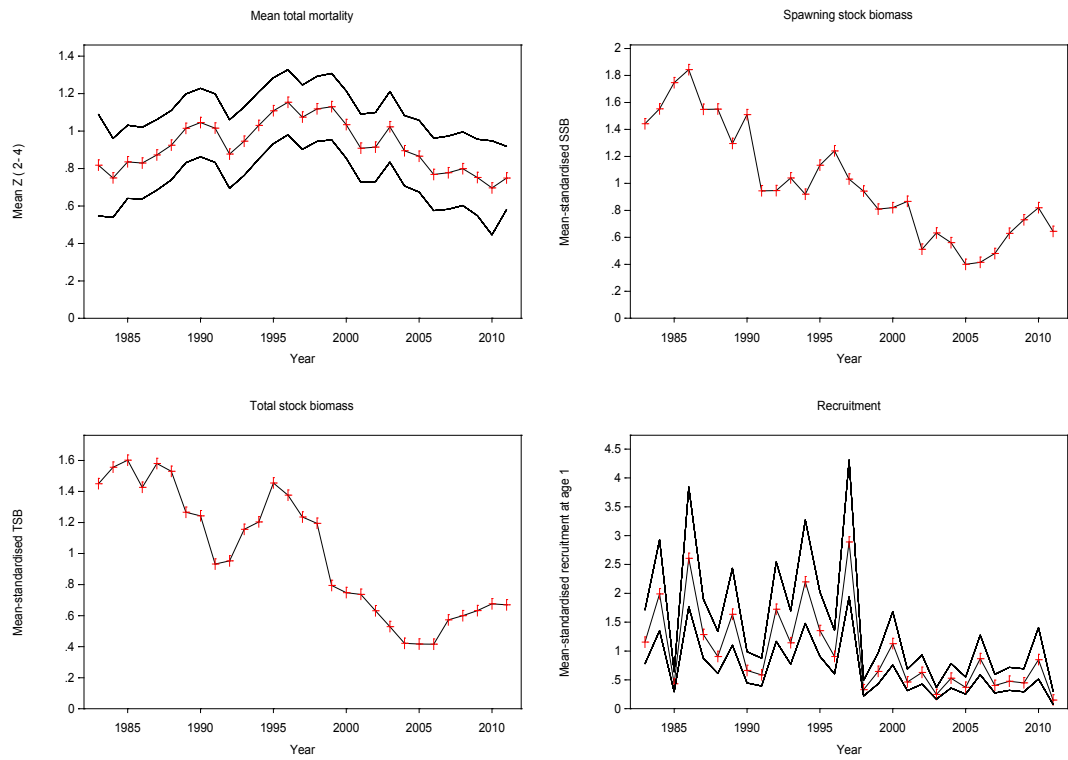 Mean total mortality
Mean Z ( 2- 4)
1.4
1.2
1
.8
.6
.4
.2
0
1985 1990 1995 2000 2005 2010
Year
Spawning stock biomass
Mean-standardised SSB
2
1.8
1.6
1.4
1.2
1
.8
.6
.4
.2
0
1985 1990 1995 2000 2005 2010
Year
Total stock biomass
Mean-standardised TSB
1.6
1.4
1.2
1
.8
.6
.4
.2
0
1985 1990 1995 2000 2005 2010
Year
Recruitment
Mean-standardised recruitment at age 1
4.5
4
3.5
3
2.5
2
1.5
1
.5
0
1985 1990 1995 2000 2005 2010
Year